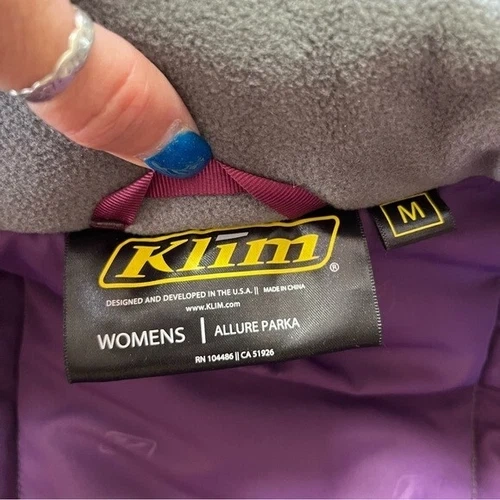 Klim®
DESIGNED AND DEVELOPED IN THE U.S.A. || MADE IN CHINA
www.KLIM.com
WOMENS | ALLURE PARKA
RN 104486 || CA 51926
M